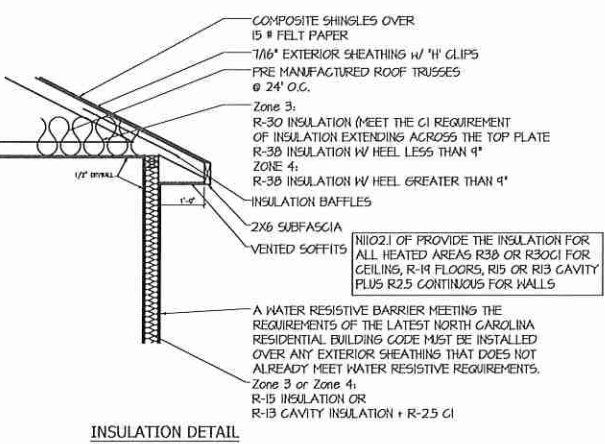 COMPOSITE SHINGLES OVER
15 # FELT PAPER
7/16" EXTERIOR SHEATHING W/ 'H' CLIPS
PRE MANUFACTURED ROOF TRUSSES
@ 24' O.C.
Zone 3:
R-30 INSULATION (MEET THE CI REQUIREMENT
OF INSULATION EXTENDING ACROSS THE TOP PLATE
R-38 INSULATION W/ HEEL LESS THAN 9"
ZONE 4:
R-38 INSULATION W/ HEEL GREATER THAN 9"
INSULATION BAFFLES
2X6 SUBFASCIA
VENTED SOFFITS
1/2" DRYWALL
1'-0"
N1102.1 OF PROVIDE THE INSULATION FOR
ALL HEATED AREAS R38 OR R30CI FOR
CEILING, R-19 FLOORS, R15 OR R13 CAVITY
PLUS R2.5 CONTINUOUS FOR WALLS
A WATER RESISTIVE BARRIER MEETING THE
REQUIREMENTS OF THE LATEST NORTH CAROLINA
RESIDENTIAL BUILDING CODE MUST BE INSTALLED
OVER ANY EXTERIOR SHEATHING THAT DOES NOT
ALREADY MEET WATER RESISTIVE REQUIREMENTS.
Zone 3 or Zone 4:
R-15 INSULATION OR
R-13 CAVITY INSULATION + R-2.5 CI
INSULATION DETAIL